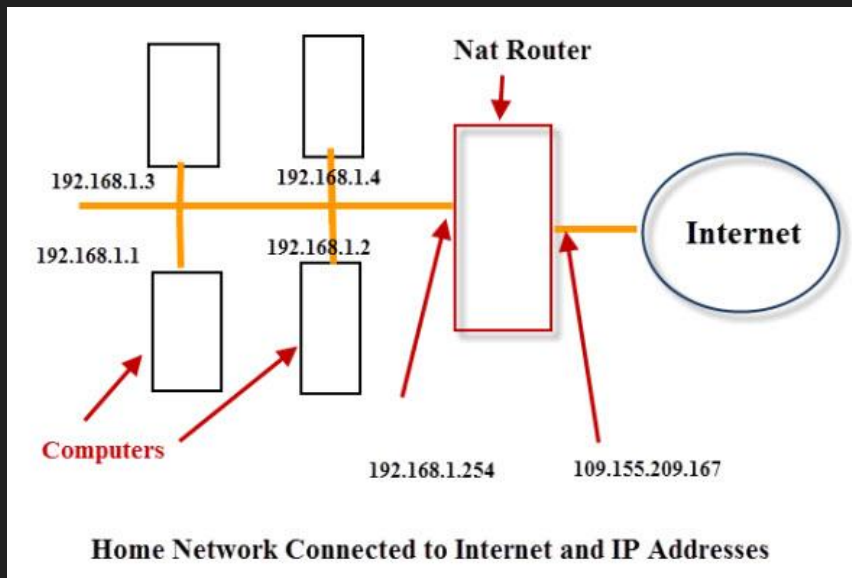 Nat Router
192.168.1.3
192.168.1.4
192.168.1.1
192.168.1.2
Internet
Computers
192.168.1.254
109.155.209.167
Home Network Connected to Internet and IP Addresses